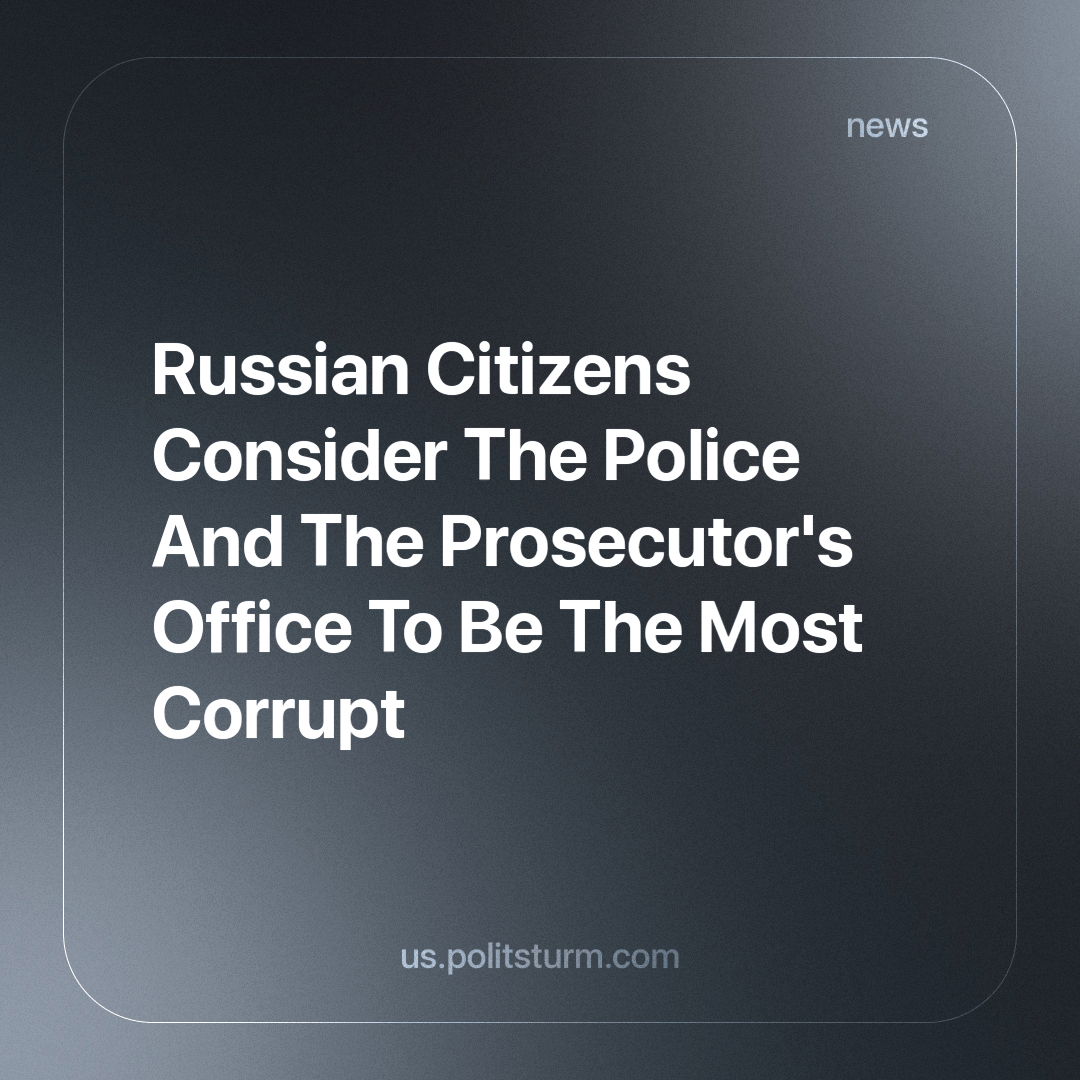 news
Russian Citizens
Consider The Police
And The Prosecutor's
Office To Be The Most
Corrupt
us.politsturm.com